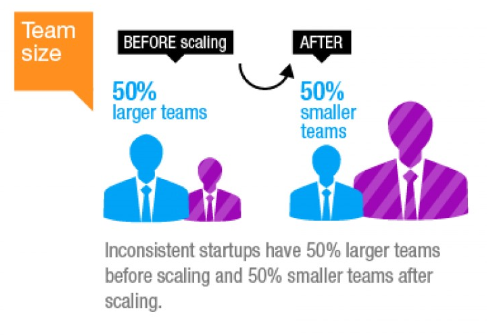 Team
size
BEFORE scaling
AFTER
50%
larger teams
50%
smaller
teams
Inconsistent startups have 50% larger teams
before scaling and 50% smaller teams after
scaling.